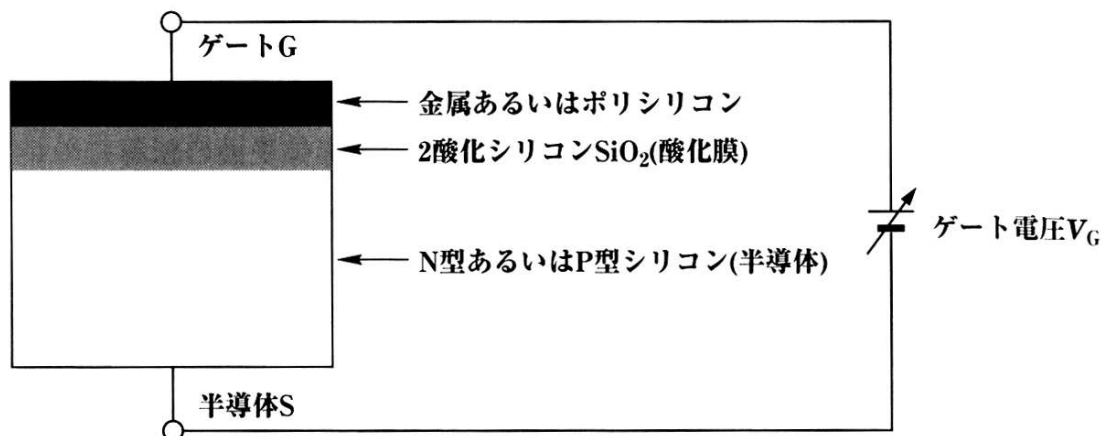 ゲートG
金属あるいはポリシリコン
2酸化シリコンSiO₂(酸化膜)
N型あるいはP型シリコン(半導体)
ゲート電圧V_G
半導体S